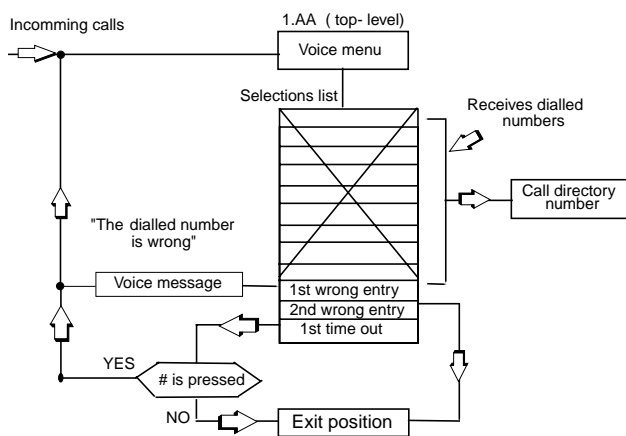 1.AA ( top- level)
Incomming calls
Voice menu
Selections list
Receives dialled
numbers
Call directory
number
"The dialled number
is wrong"
Voice message
1st wrong entry
2nd wrong entry
1st time out
YES
# is pressed
NO
Exit position